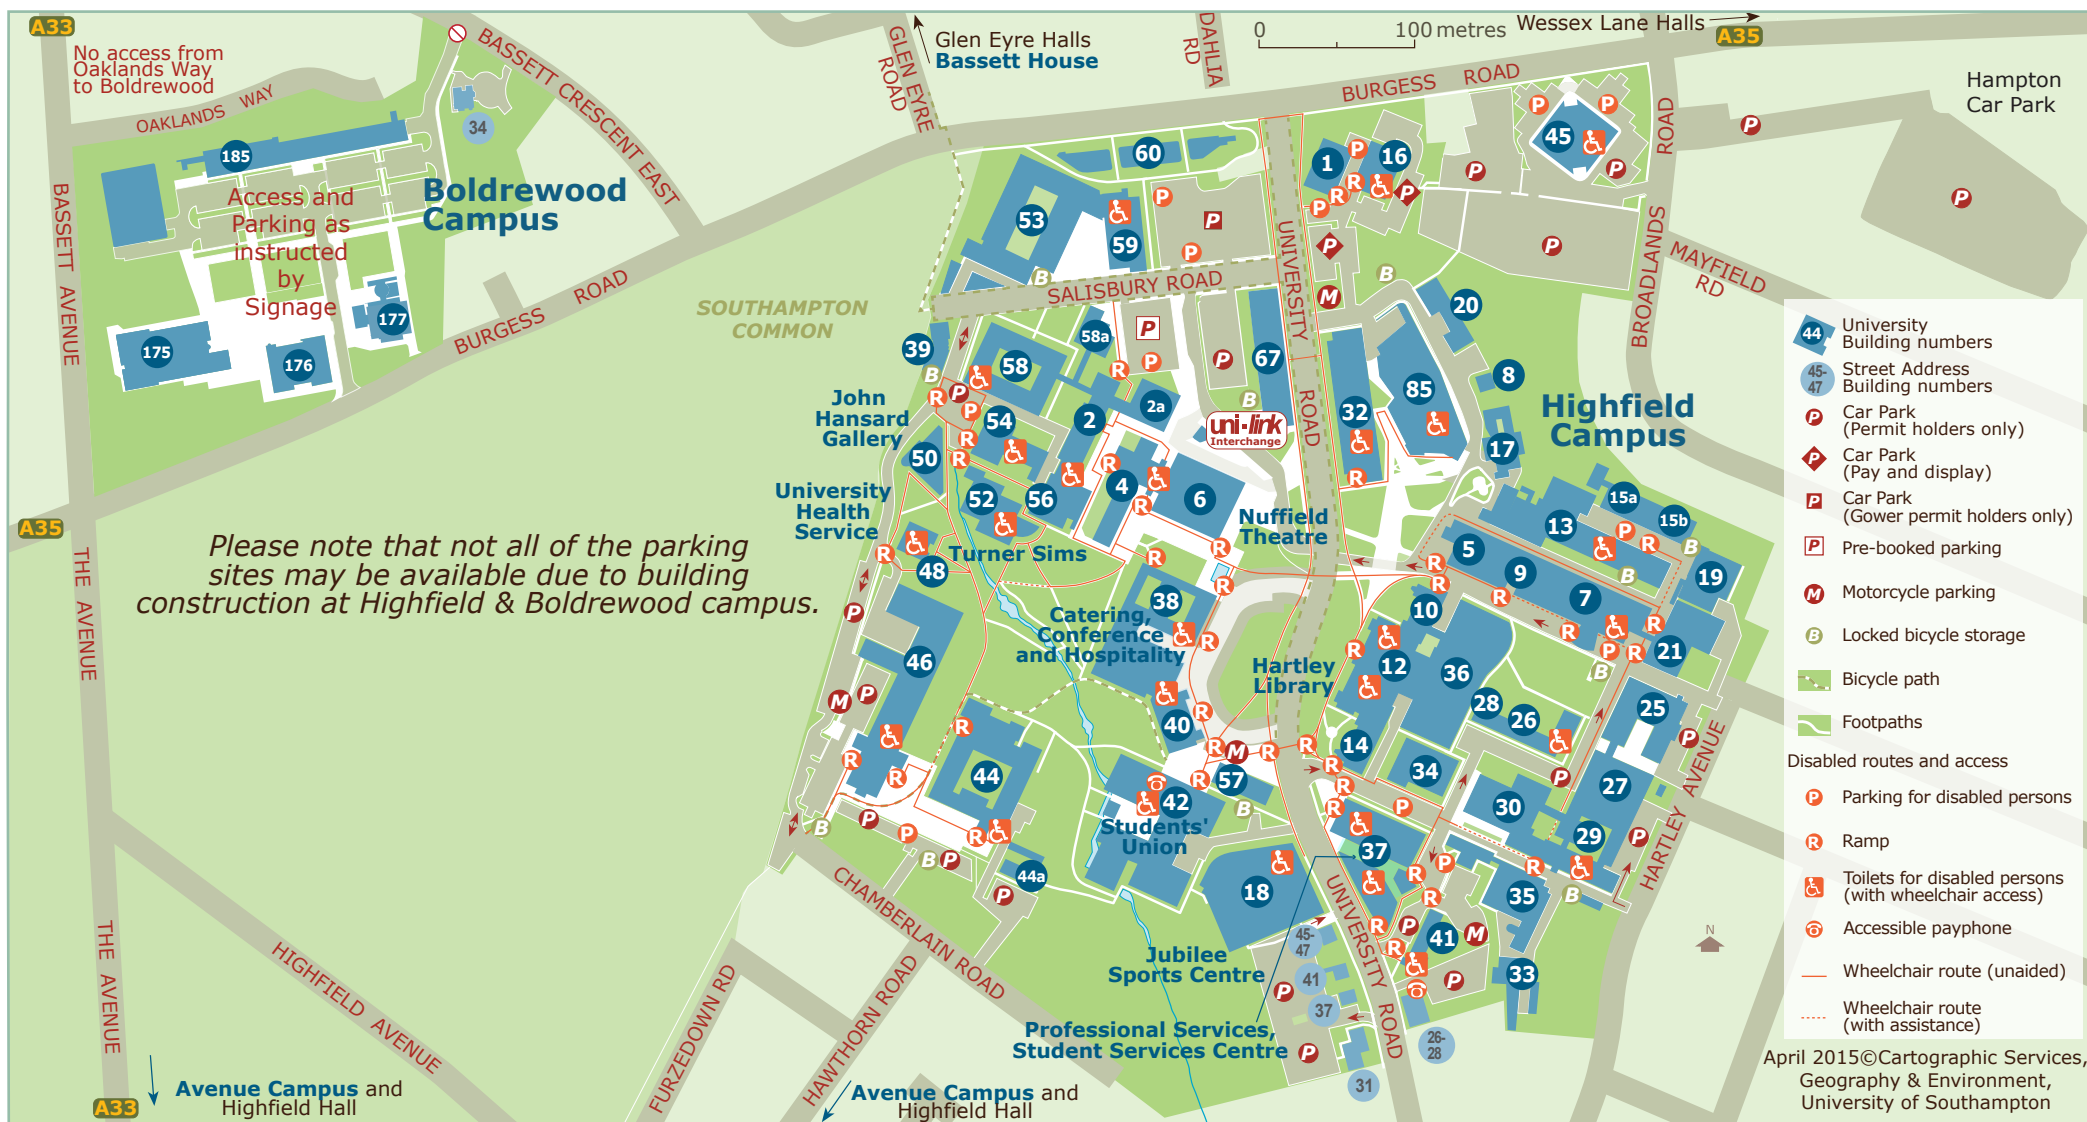 A33
No access from
Oaklands Way
to Boldrewood
OAKLANDS WAY
BASSETT CRESCENT EAST
34
185
Boldrewood
Campus
Access and
Parking as
instructed
by
Signage
175
176
177
BASSETT AVENUE
BURGESS ROAD
A35
GLEN EYRE
ROAD
Glen Eyre Halls
Bassett House
DAHLIA
RD
0 100 metres
Wessex Lane Halls
A35
BURGESS ROAD
Hampton
Car Park
BROADLANDS ROAD
MAYFIELD
RD
SOUTHAMPTON
COMMON
SALISBURY ROAD
UNIVERSITY ROAD
60
53
59
1
16
45
20
39
58
58a
67
32
85
8
17
Highfield
Campus
John
Hansard
Gallery
54
2
2a
uni-link
Interchange
50
52
56
4
6
University
Health
Service
48
Turner Sims
Nuffield
Theatre
5
9
7
13
15a
15b
19
21
10
38
Catering,
Conference
and Hospitality
46
40
Hartley
Library
12
36
28
26
25
14
34
30
27
29
44
44a
42
57
Students'
Union
18
37
35
41
33
Jubilee
Sports Centre
45-
47
41
37
31
26-
28
Professional Services,
Student Services Centre
UNIVERSITY ROAD
HARTLEY AVENUE
CHAMBERLAIN ROAD
Please note that not all of the parking
sites may be available due to building
construction at Highfield & Boldrewood campus.
THE AVENUE
THE AVENUE
HIGHFIELD AVENUE
FURZEDOWN RD
HAWTHORN ROAD
A33
Avenue Campus and
Highfield Hall
Avenue Campus and
Highfield Hall
44
University
Building numbers
45-
47
Street Address
Building numbers
P
Car Park
(Permit holders only)
P
Car Park
(Pay and display)
P
Car Park
(Gower permit holders only)
P
Pre-booked parking
M
Motorcycle parking
B
Locked bicycle storage
Bicycle path
Footpaths
Disabled routes and access
P
Parking for disabled persons
R
Ramp
Toilets for disabled persons
(with wheelchair access)
Accessible payphone
Wheelchair route (unaided)
Wheelchair route
(with assistance)
N
April 2015©Cartographic Services,
Geography & Environment,
University of Southampton